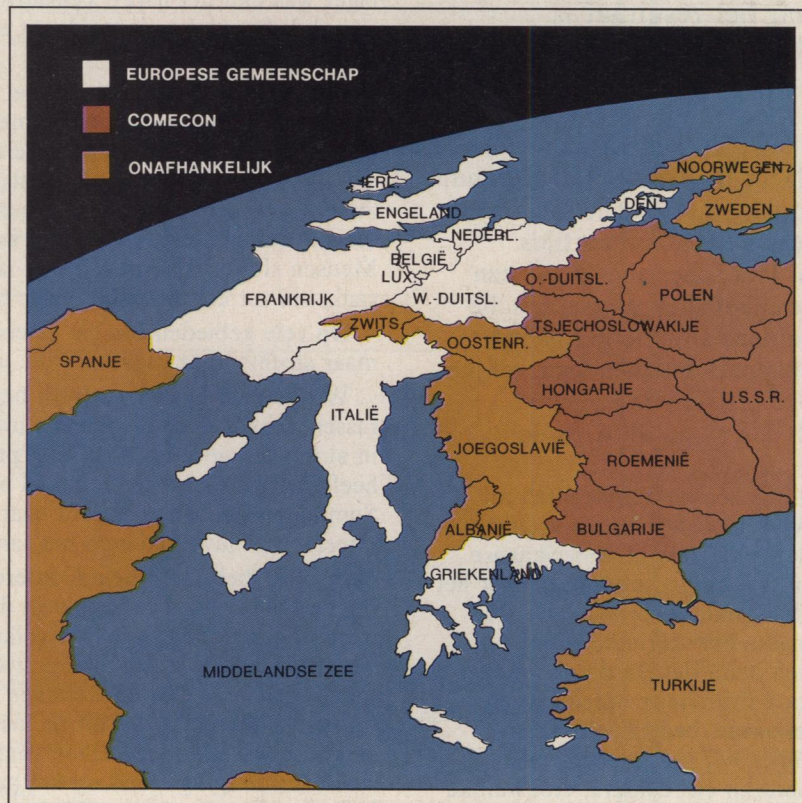 EUROPESE GEMEENSCHAP
COMECON
ONAFHANKELIJK
IERL.
NOORWEGEN
ENGELAND
DEN.
ZWEDEN
NEDERL.
BELGIË
LUX.
O.-DUITSL.
FRANKRIJK
W.-DUITSL.
POLEN
ZWITS.
TSJECHOSLOWAKIJE
OOSTENR.
SPANJE
HONGARIJE
U.S.S.R.
ITALIË
JOEGOSLAVIË
ROEMENIË
ALBANIË
BULGARIJE
GRIEKENLAND
MIDDELANDSE ZEE
TURKIJE